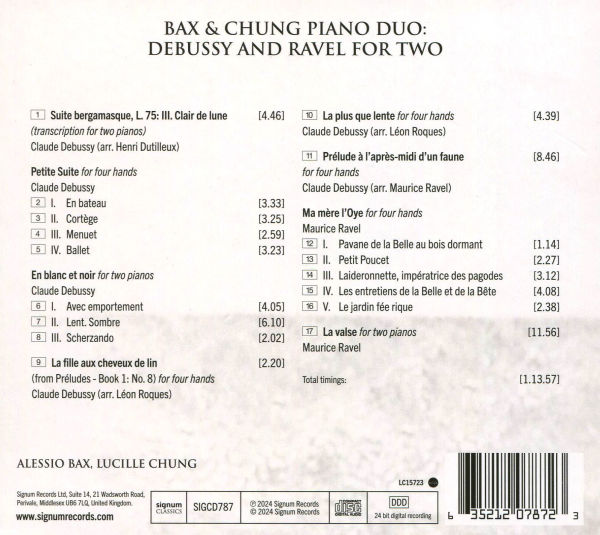 BAX & CHUNG PIANO DUO:
DEBUSSY AND RAVEL FOR TWO
1 Suite bergamasque, L. 75: III. Clair de lune [4.46]
(transcription for two pianos)
Claude Debussy (arr. Henri Dutilleux)
Petite Suite for four hands
Claude Debussy
2 I. En bateau [3.33]
3 II. Cortège [3.25]
4 III. Menuet [2.59]
5 IV. Ballet [3.23]
En blanc et noir for two pianos
Claude Debussy
6 I. Avec emportement [4.05]
7 II. Lent. Sombre [6.10]
8 III. Scherzando [2.02]
9 La fille aux cheveux de lin [2.20]
(from Préludes - Book 1: No. 8) for four hands
Claude Debussy (arr. Léon Roques)
10 La plus que lente for four hands [4.39]
Claude Debussy (arr. Léon Roques)
11 Prélude à l'après-midi d'un faune [8.46]
for four hands
Claude Debussy (arr. Maurice Ravel)
Ma mère l'Oye for four hands
Maurice Ravel
12 I. Pavane de la Belle au bois dormant [1.14]
13 II. Petit Poucet [2.27]
14 III. Laideronnette, impératrice des pagodes [3.12]
15 IV. Les entretiens de la Belle et de la Bête [4.08]
16 V. Le jardin fée rique [2.38]
17 La valse for two pianos [11.56]
Maurice Ravel
Total timings: [1.13.57]
ALESSIO BAX, LUCILLE CHUNG
Signum Records Ltd, Suite 14, 21 Wadsworth Road,
Perivale, Middlesex UB6 7LQ, United Kingdom.
www.signumrecords.com
signum
CLASSICS
SIGCD787
℗ 2024 Signum Records
© 2024 Signum Records
COMPACT
disc
DIGITAL AUDIO
DDD
24 bit digital recording
LC15723
6 35212 07872 3